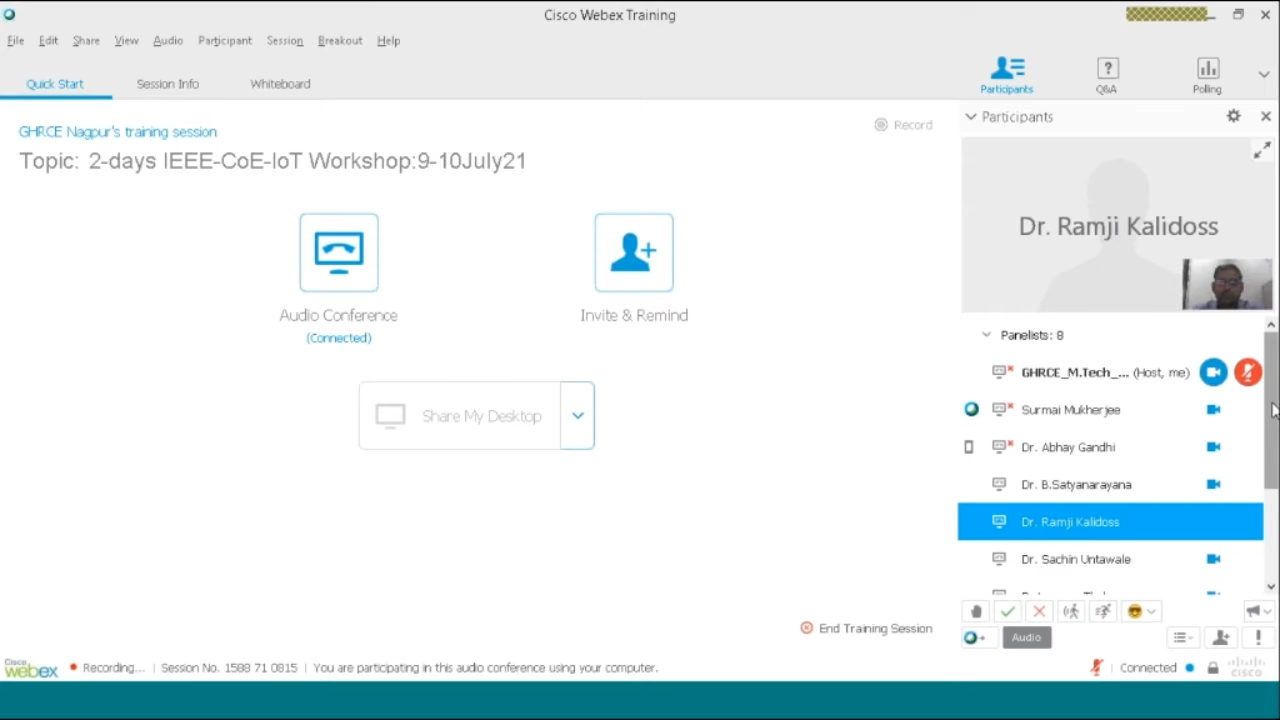 Cisco Webex Training
File Edit Share View Audio Participant Session Breakout Help
Quick Start Session Info Whiteboard
Participants Q&A Polling
GHRCE Nagpur's training session
Record
Topic: 2-days IEEE-CoE-IoT Workshop:9-10July21
Audio Conference
(Connected)
Invite & Remind
Share My Desktop
End Training Session
Participants
Dr. Ramji Kalidoss
Panelists: 8
GHRCE_M.Tech_... (Host, me)
Surmai Mukherjee
Dr. Abhay Gandhi
Dr. B.Satyanarayana
Dr. Ramji Kalidoss
Dr. Sachin Untawale
Audio
Cisco webex Recording... | Session No. 1588 71 0815 | You are participating in this audio conference using your computer.
Connected
cisco